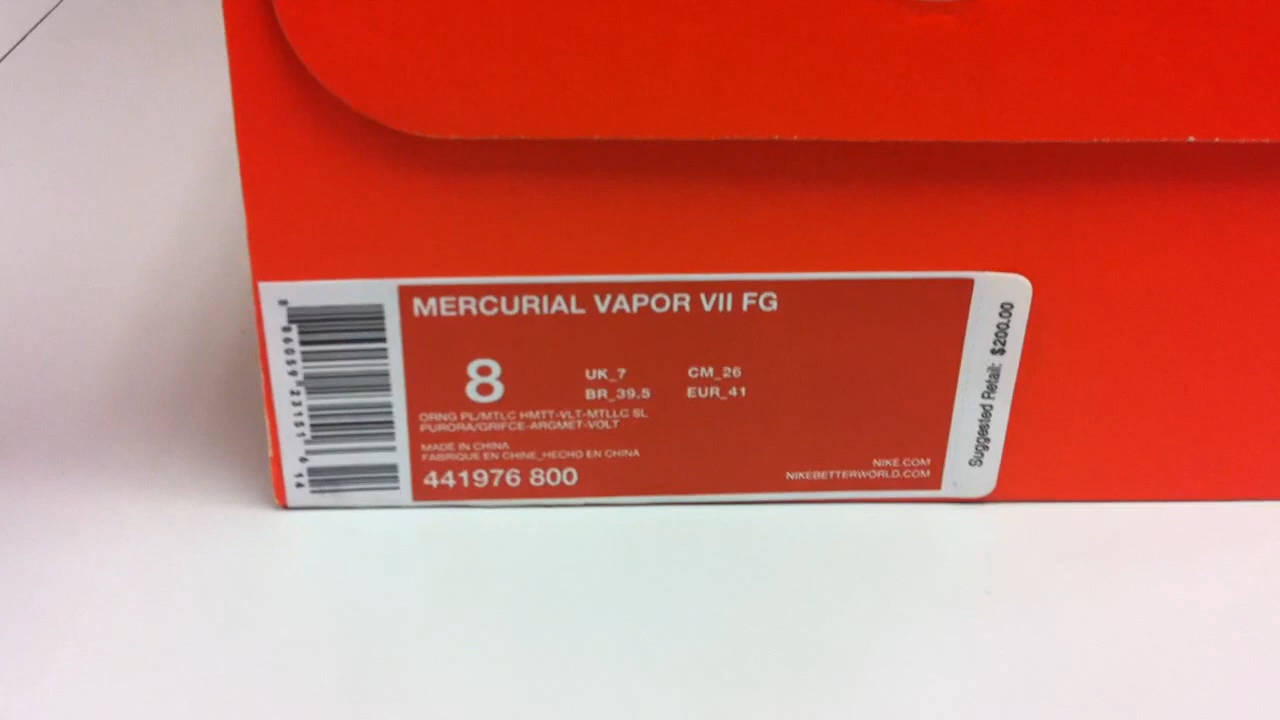 MERCURIAL VAPOR VII FG
8
UK_7 CM_26
BR_39.5 EUR_41
ORNG PL/MTLC HMTT-VLT-MTLLC SL
PURORA/GRIFCE-ARGMET-VOLT
MADE IN CHINA
FABRIQUE EN CHINE_HECHO EN CHINA
441976 800
NIKE.COM
NIKEBETTERWORLD.COM
Suggested Retail: $200.00